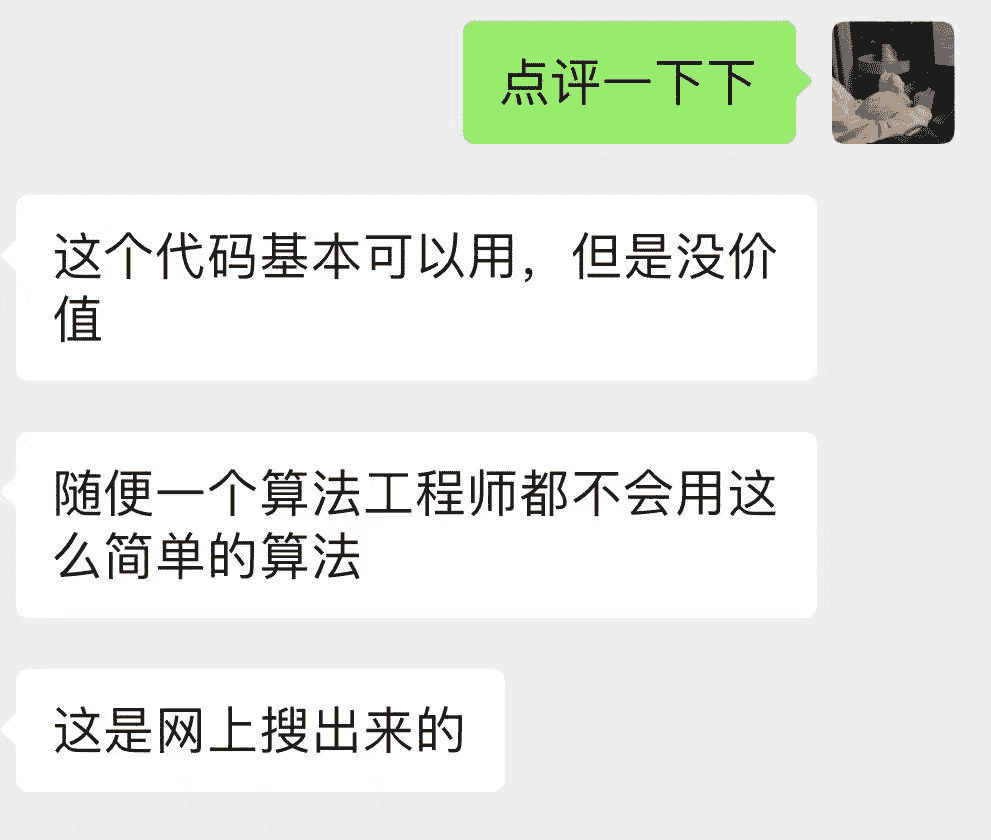 点评一下下
这个代码基本可以用，但是没价
值
随便一个算法工程师都不会用这
么简单的算法
这是网上搜出来的